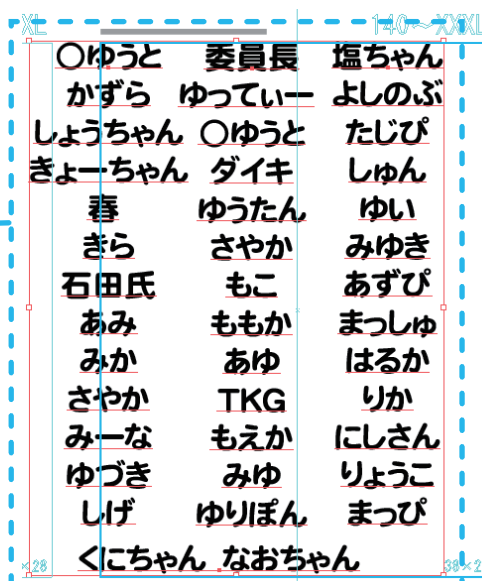 XL 140～XXXL
〇ゆうと 委員長 塩ちゃん
かずら ゆってぃー よしのぶ
しょうちゃん 〇ゆうと たじぴ
きょーちゃん ダイキ しゅん
春 ゆうたん ゆい
きら さやか みゆき
石田氏 もこ あずぴ
あみ ももか まっしゅ
みか あゆ はるか
さやか TKG りか
みーな もえか にしさん
ゆづき みゆ りょうこ
しげ ゆりぽん まっぴ
くにちゃん なおちゃん
×28